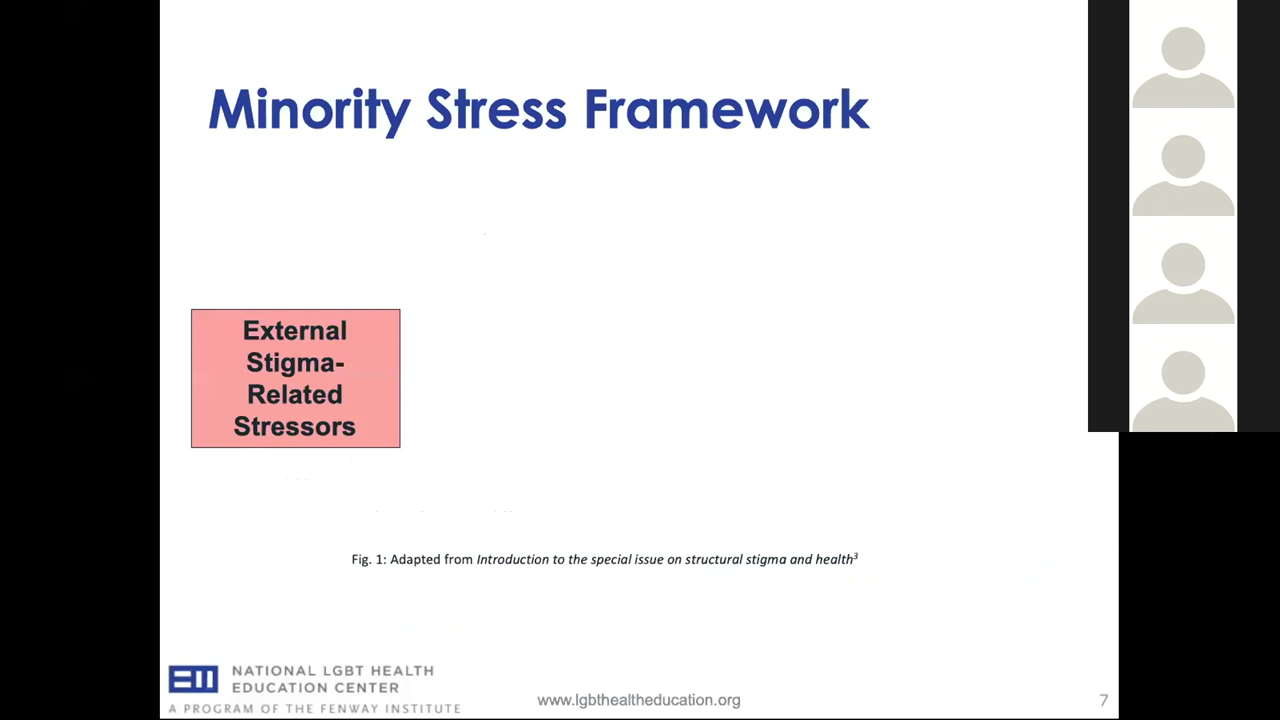 Minority Stress Framework
External
Stigma-
Related
Stressors
Fig. 1: Adapted from Introduction to the special issue on structural stigma and health³
NATIONAL LGBT HEALTH
EDUCATION CENTER
A PROGRAM OF THE FENWAY INSTITUTE
www.lgbthealtheducation.org
7